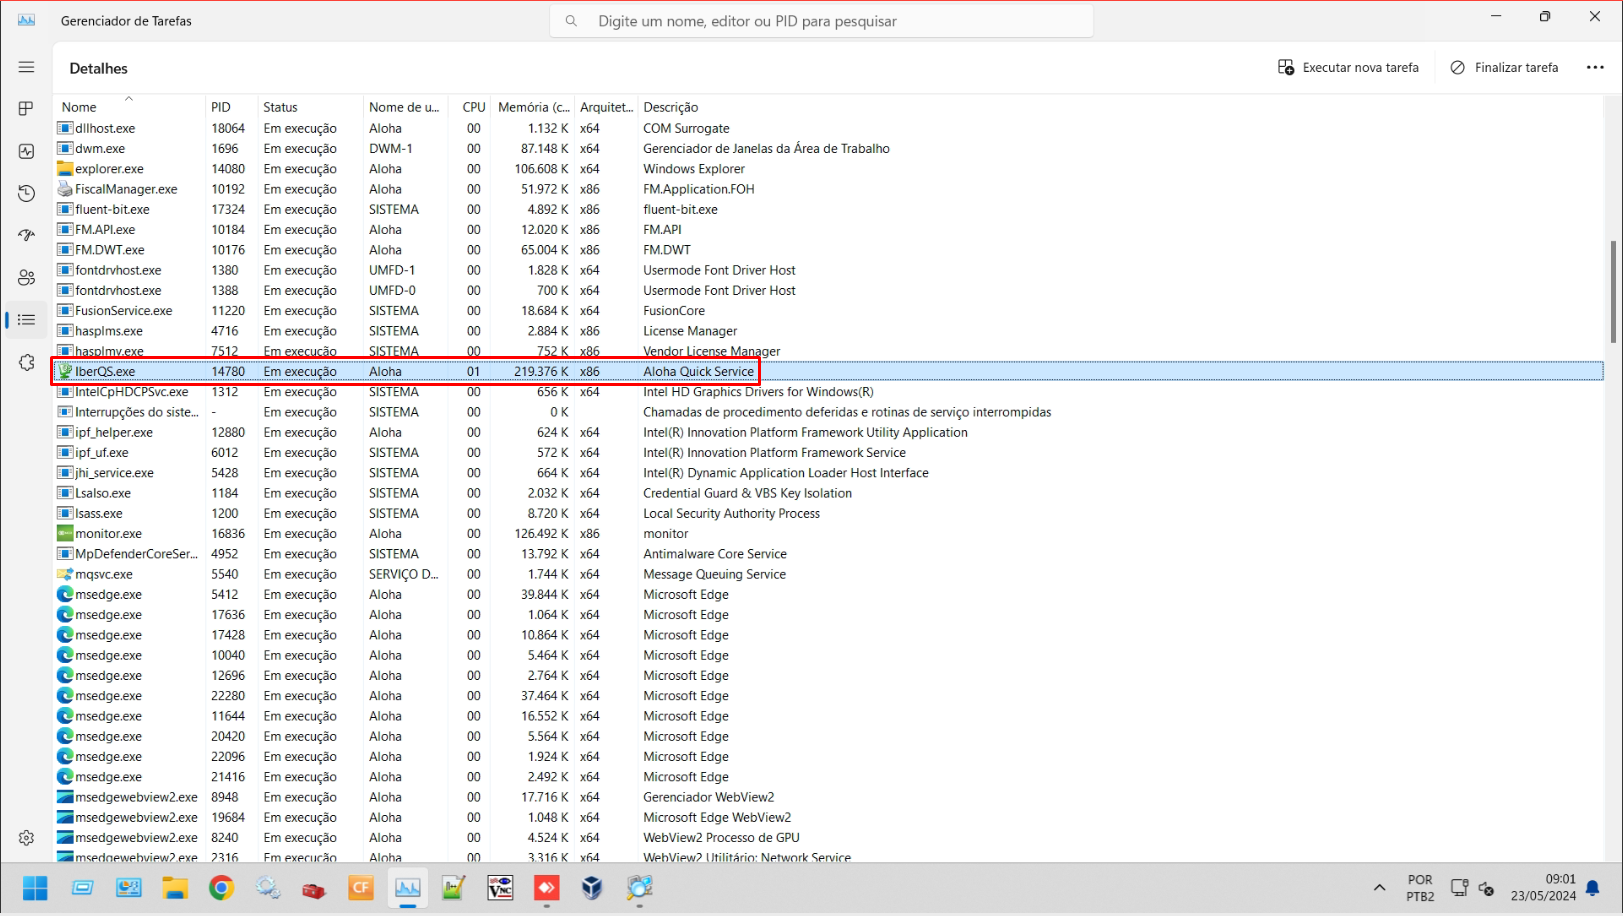 Gerenciador de Tarefas
Digite um nome, editor ou PID para pesquisar
Detalhes
Executar nova tarefa
Finalizar tarefa
Nome PID Status Nome de u... CPU Memória (c... Arquitet... Descrição
dllhost.exe 18064 Em execução Aloha 00 1.132 K x64 COM Surrogate
dwm.exe 1696 Em execução DWM-1 00 87.148 K x64 Gerenciador de Janelas da Área de Trabalho
explorer.exe 14080 Em execução Aloha 00 106.608 K x64 Windows Explorer
FiscalManager.exe 10192 Em execução Aloha 00 51.972 K x86 FM.Application.FOH
fluent-bit.exe 17324 Em execução SISTEMA 00 4.892 K x86 fluent-bit.exe
FM.API.exe 10184 Em execução Aloha 00 12.020 K x86 FM.API
FM.DWT.exe 10176 Em execução Aloha 00 65.004 K x86 FM.DWT
fontdrvhost.exe 1380 Em execução UMFD-1 00 1.828 K x64 Usermode Font Driver Host
fontdrvhost.exe 1388 Em execução UMFD-0 00 700 K x64 Usermode Font Driver Host
FusionService.exe 11220 Em execução SISTEMA 00 18.684 K x64 FusionCore
hasplms.exe 4716 Em execução SISTEMA 00 2.884 K x86 License Manager
hasplmv.exe 7512 Em execução SISTEMA 00 752 K x86 Vendor License Manager
IberQS.exe 14780 Em execução Aloha 01 219.376 K x86 Aloha Quick Service
IntelCpHDCPSvc.exe 1312 Em execução SISTEMA 00 656 K x64 Intel HD Graphics Drivers for Windows(R)
Interrupções do siste... - Em execução SISTEMA 00 0 K Chamadas de procedimento deferidas e rotinas de serviço interrompidas
ipf_helper.exe 12880 Em execução Aloha 00 624 K x64 Intel(R) Innovation Platform Framework Utility Application
ipf_uf.exe 6012 Em execução SISTEMA 00 572 K x64 Intel(R) Innovation Platform Framework Service
jhi_service.exe 5428 Em execução SISTEMA 00 664 K x64 Intel(R) Dynamic Application Loader Host Interface
LsaIso.exe 1184 Em execução SISTEMA 00 2.032 K x64 Credential Guard & VBS Key Isolation
lsass.exe 1200 Em execução SISTEMA 00 8.720 K x64 Local Security Authority Process
monitor.exe 16836 Em execução Aloha 00 126.492 K x86 monitor
MpDefenderCoreSer... 4952 Em execução SISTEMA 00 13.792 K x64 Antimalware Core Service
mqsvc.exe 5540 Em execução SERVIÇO D... 00 1.744 K x64 Message Queuing Service
msedge.exe 5412 Em execução Aloha 00 39.844 K x64 Microsoft Edge
msedge.exe 17636 Em execução Aloha 00 1.064 K x64 Microsoft Edge
msedge.exe 17428 Em execução Aloha 00 10.864 K x64 Microsoft Edge
msedge.exe 10040 Em execução Aloha 00 5.464 K x64 Microsoft Edge
msedge.exe 12696 Em execução Aloha 00 2.764 K x64 Microsoft Edge
msedge.exe 22280 Em execução Aloha 00 37.464 K x64 Microsoft Edge
msedge.exe 11644 Em execução Aloha 00 16.552 K x64 Microsoft Edge
msedge.exe 20420 Em execução Aloha 00 5.564 K x64 Microsoft Edge
msedge.exe 22096 Em execução Aloha 00 1.924 K x64 Microsoft Edge
msedge.exe 21416 Em execução Aloha 00 2.492 K x64 Microsoft Edge
msedgewebview2.exe 8948 Em execução Aloha 00 17.716 K x64 Gerenciador WebView2
msedgewebview2.exe 19684 Em execução Aloha 00 1.048 K x64 Microsoft Edge WebView2
msedgewebview2.exe 8240 Em execução Aloha 00 4.524 K x64 WebView2 Processo de GPU
msedgewebview2.exe 2316 Em execução Aloha 00 3.316 K x64 WebView2 Utilitário: Network Service
CF
VNC
POR
PTB2
09:01
23/05/2024